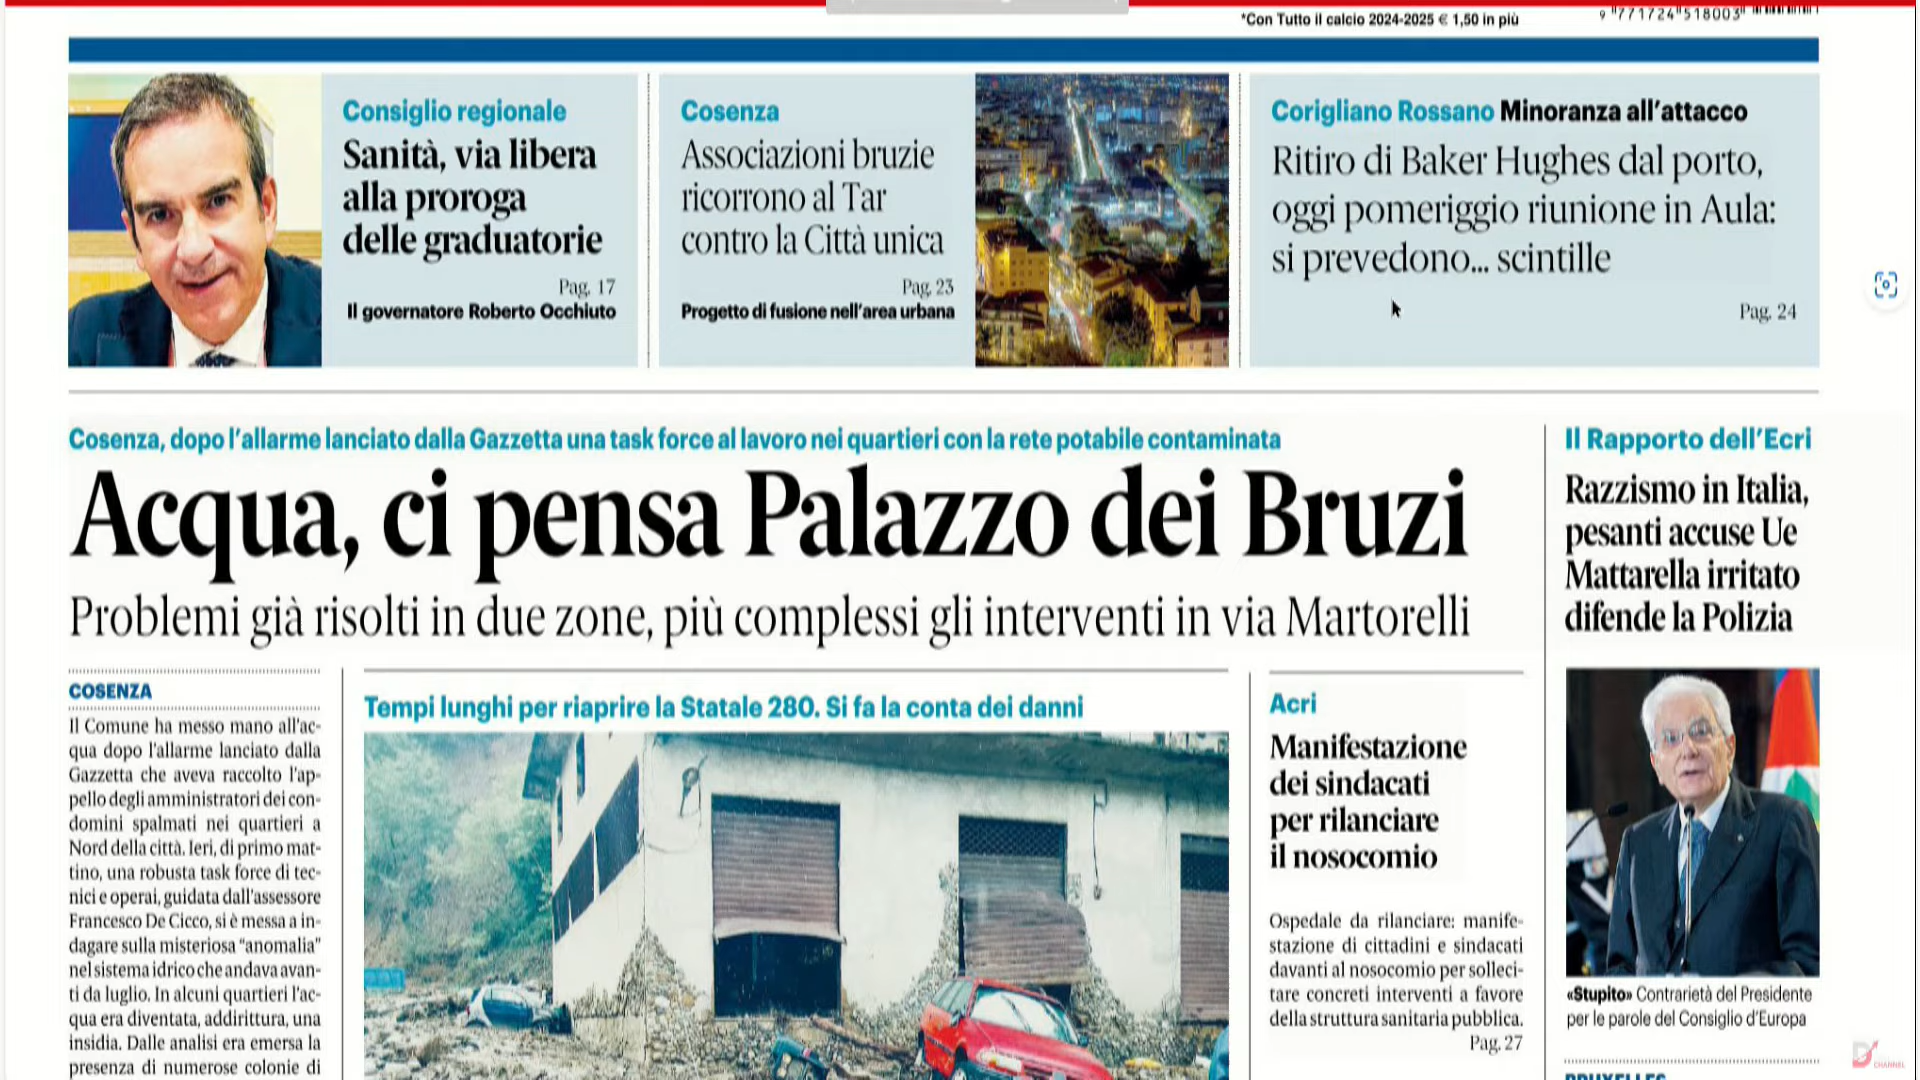 *Con Tutto il calcio 2024-2025 € 1,50 in più
9 771724 518003
Consiglio regionale
Sanità, via libera
alla proroga
delle graduatorie
Pag. 17
Il governatore Roberto Occhiuto
Cosenza
Associazioni bruzie
ricorrono al Tar
contro la Città unica
Pag. 23
Progetto di fusione nell'area urbana
Corigliano Rossano Minoranza all'attacco
Ritiro di Baker Hughes dal porto,
oggi pomeriggio riunione in Aula:
si prevedono... scintille
Pag. 24
Cosenza, dopo l'allarme lanciato dalla Gazzetta una task force al lavoro nei quartieri con la rete potabile contaminata
Acqua, ci pensa Palazzo dei Bruzi
Problemi già risolti in due zone, più complessi gli interventi in via Martorelli
COSENZA
Il Comune ha messo mano all'ac-
qua dopo l'allarme lanciato dalla
Gazzetta che aveva raccolto l'ap-
pello degli amministratori dei con-
domini spalmati nei quartieri a
Nord della città. Ieri, di primo mat-
tino, una robusta task force di tec-
nici e operai, guidata dall'assessore
Francesco De Cicco, si è messa a in-
dagare sulla misteriosa "anomalia"
nel sistema idrico che andava avan-
ti da luglio. In alcuni quartieri l'ac-
qua era diventata, addirittura, una
insidia. Dalle analisi era emersa la
presenza di numerose colonie di
Tempi lunghi per riaprire la Statale 280. Si fa la conta dei danni
Acri
Manifestazione
dei sindacati
per rilanciare
il nosocomio
Ospedale da rilanciare: manife-
stazione di cittadini e sindacati
davanti al nosocomio per solleci-
tare concreti interventi a favore
della struttura sanitaria pubblica.
Pag. 27
Il Rapporto dell'Ecri
Razzismo in Italia,
pesanti accuse Ue
Mattarella irritato
difende la Polizia
«Stupito» Contrarietà del Presidente
per le parole del Consiglio d'Europa
BRUXELLES
CHANNEL